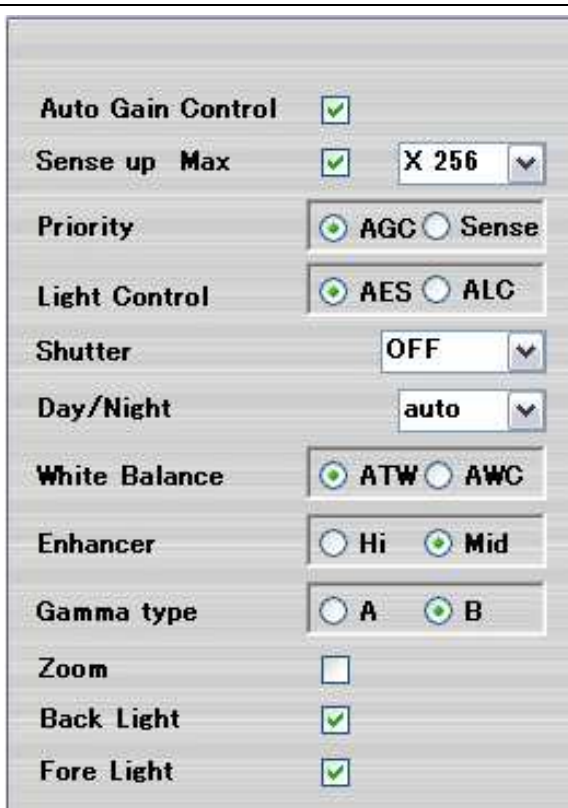 Auto Gain Control
Sense up Max X 256
Priority AGC Sense
Light Control AES ALC
Shutter OFF
Day/Night auto
White Balance ATW AWC
Enhancer Hi Mid
Gamma type A B
Zoom
Back Light
Fore Light